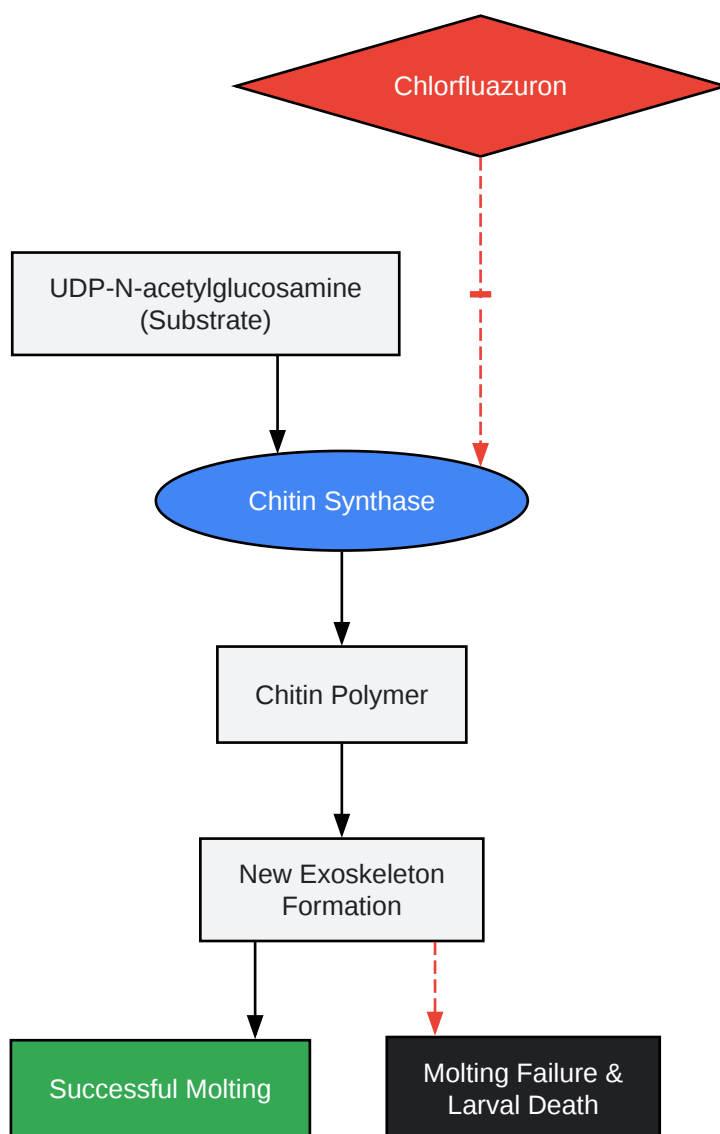 Chlorfluazuron
UDP-N-acetylglucosamine
(Substrate)
Chitin Synthase
Chitin Polymer
New Exoskeleton
Formation
Successful Molting
Molting Failure &
Larval Death